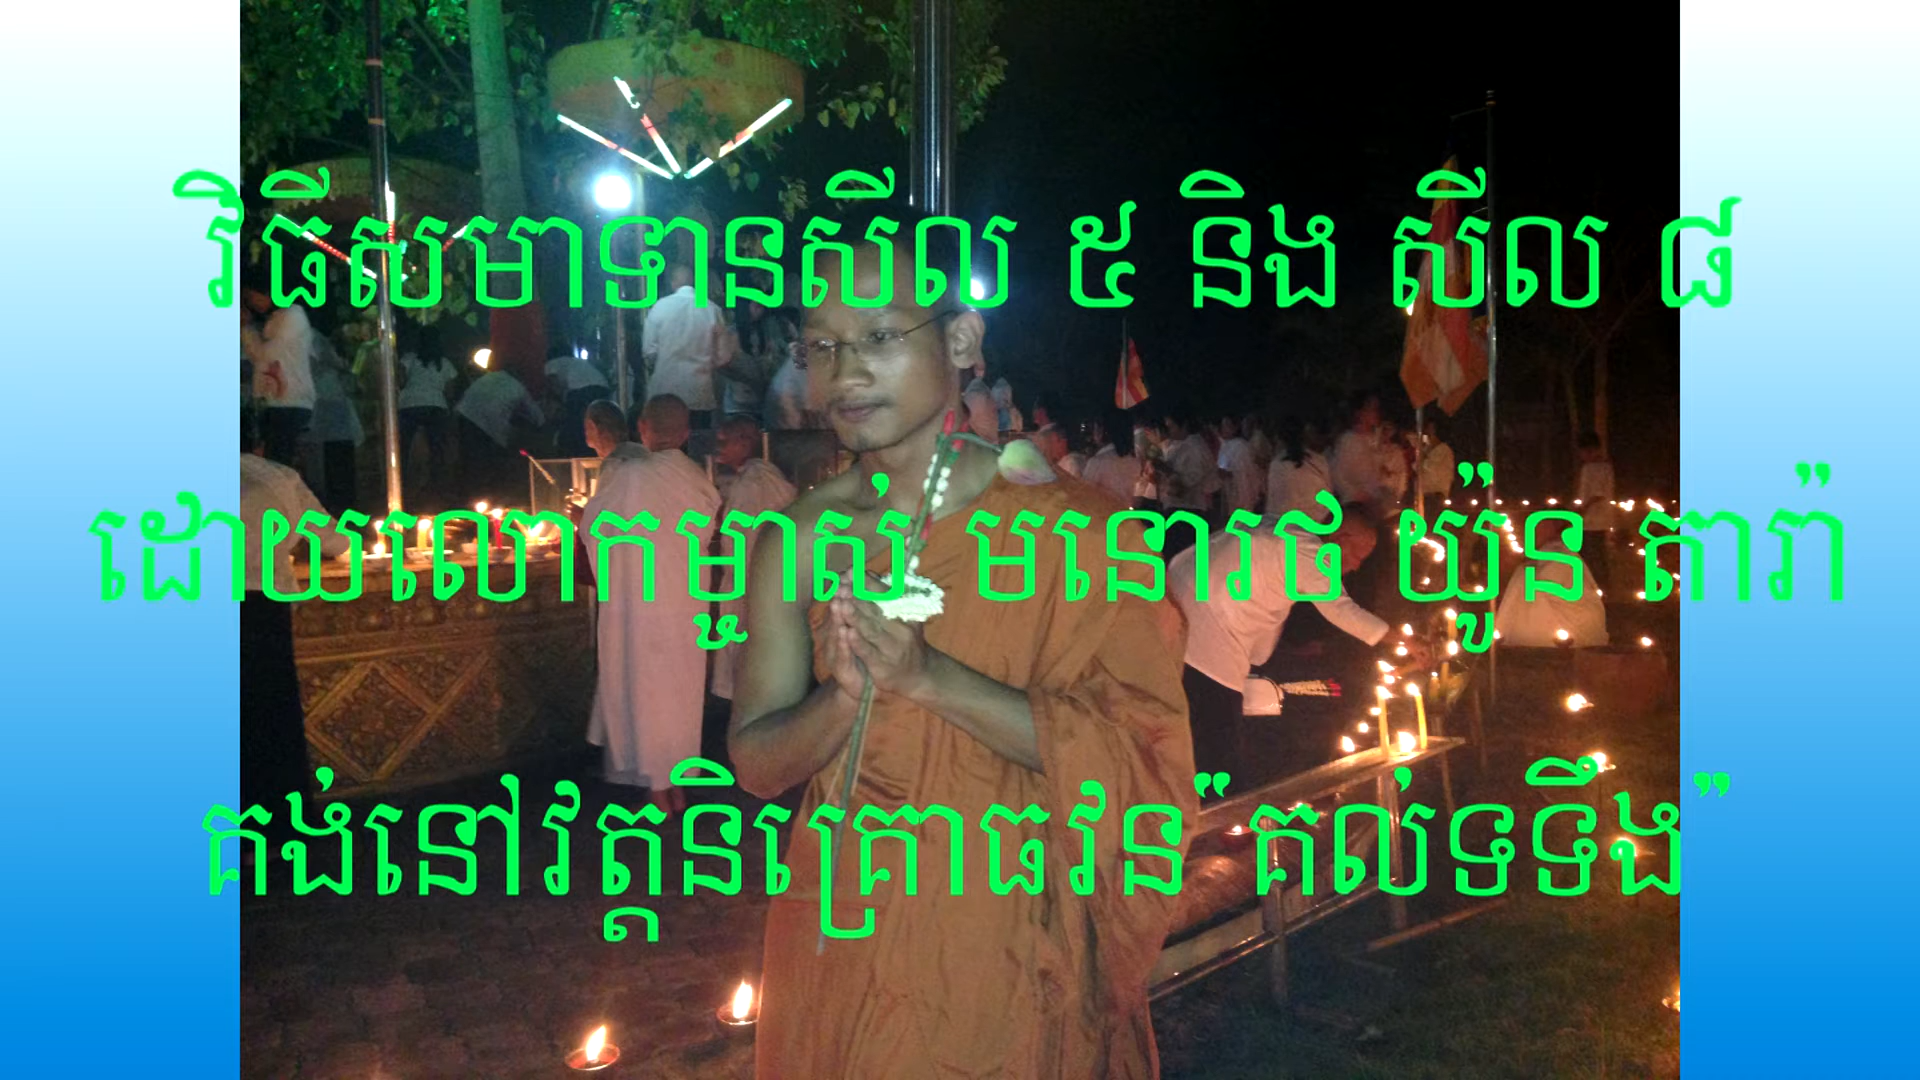 វិធីសមាទានសីល ៥ និង សីល ៨
ដោយលោកម្ចាស់ មនោរថ យ៉ូន តារ៉ា
គង់នៅវត្តនិគ្រោធវន"គល់ទទឹង"